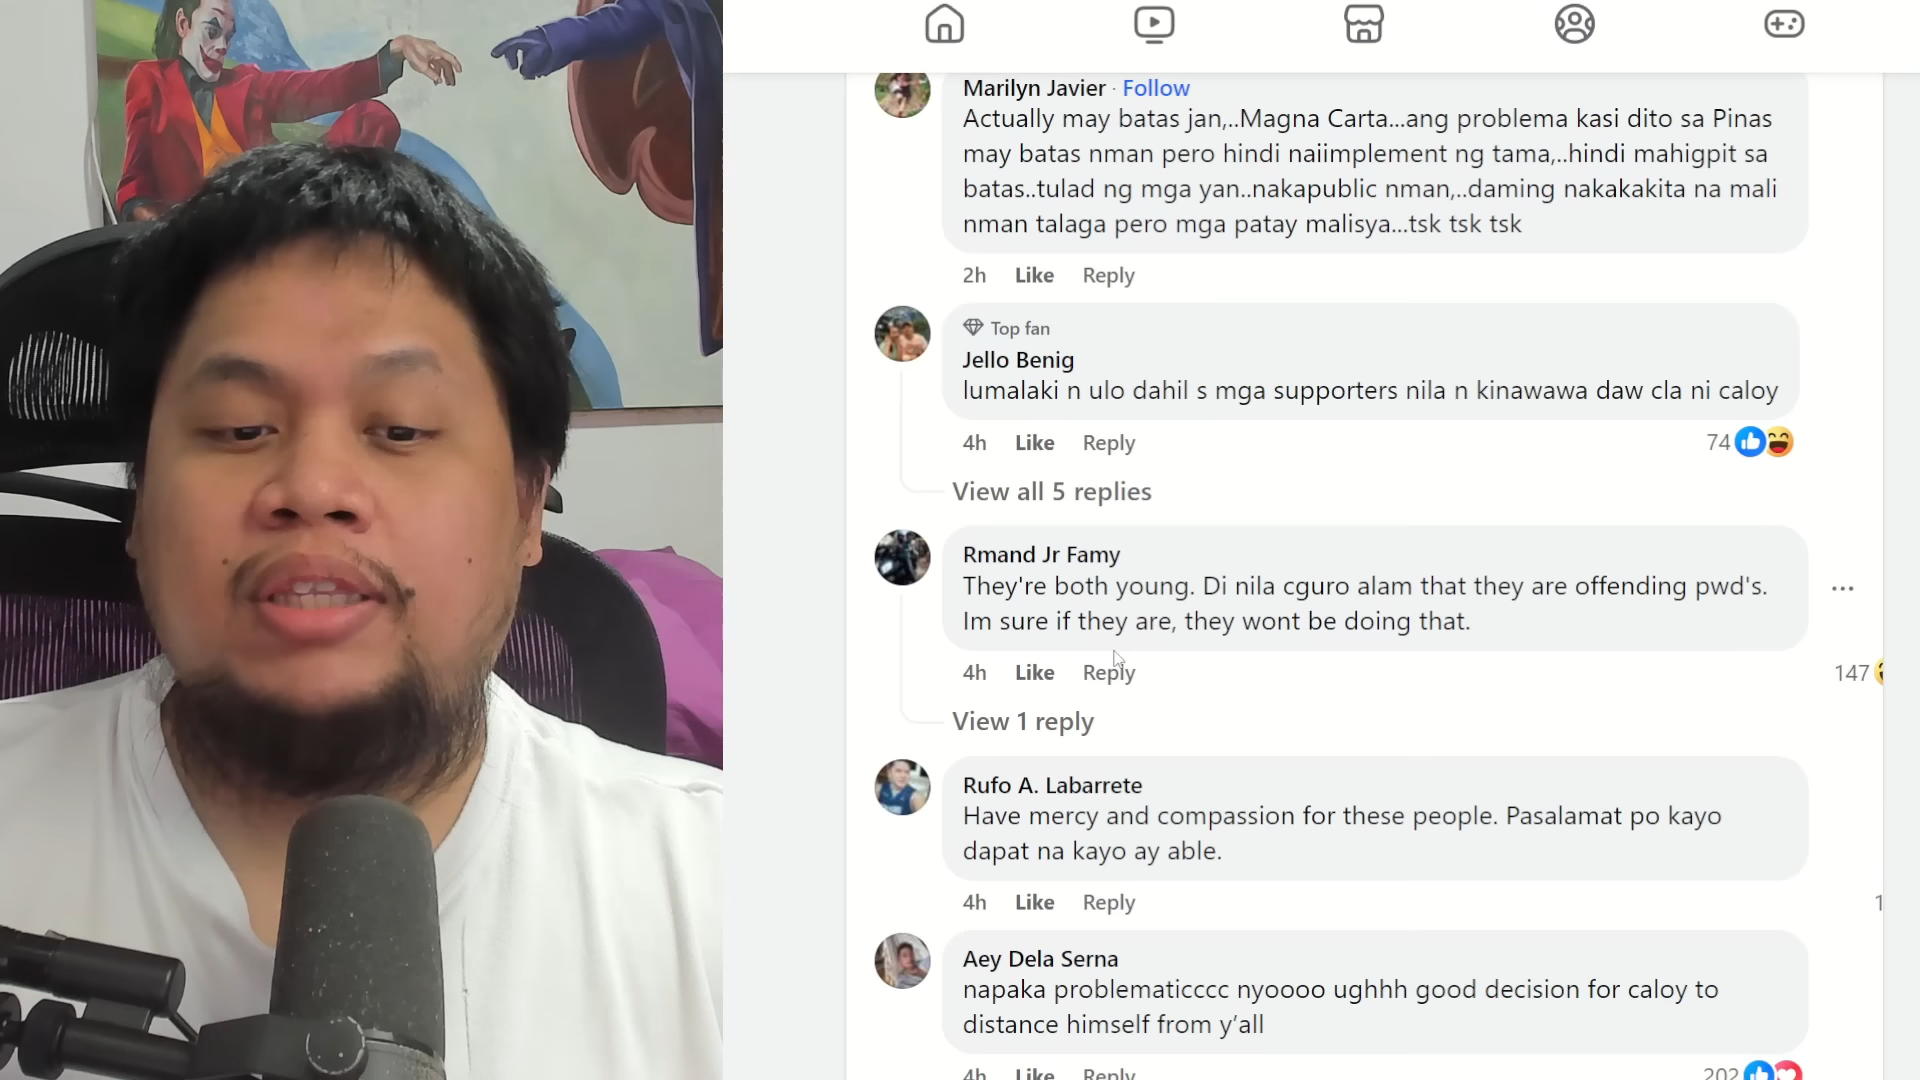 Marilyn Javier · Follow
Actually may batas jan,..Magna Carta...ang problema kasi dito sa Pinas
may batas nman pero hindi naiimplement ng tama,..hindi mahigpit sa
batas..tulad ng mga yan..nakapublic nman,..daming nakakakita na mali
nman talaga pero mga patay malisya...tsk tsk tsk
2h Like Reply
Top fan
Jello Benig
lumalaki n ulo dahil s mga supporters nila n kinawawa daw cla ni caloy
4h Like Reply 74
View all 5 replies
Rmand Jr Famy
They're both young. Di nila cguro alam that they are offending pwd's.
Im sure if they are, they wont be doing that.
4h Like Reply 147
View 1 reply
Rufo A. Labarrete
Have mercy and compassion for these people. Pasalamat po kayo
dapat na kayo ay able.
4h Like Reply 1
Aey Dela Serna
napaka problematicccc nyoooo ughhh good decision for caloy to
distance himself from y’all
4h Like Reply 202